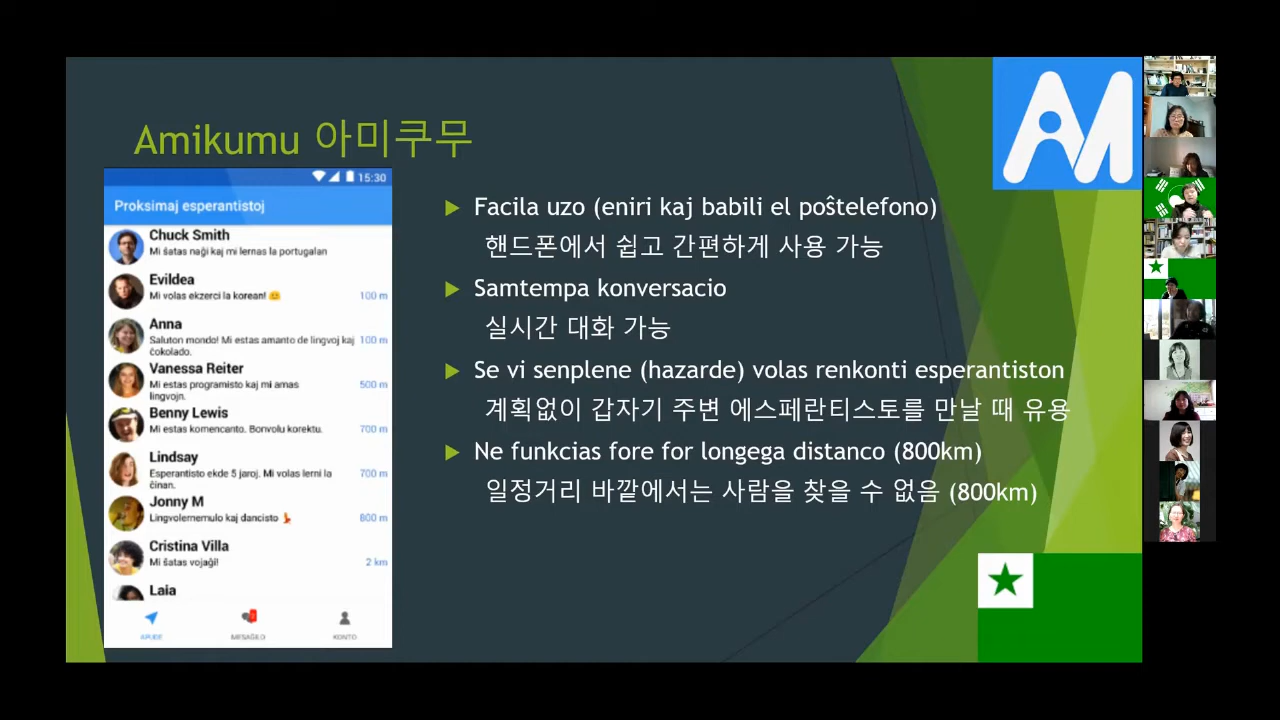 Amikumu 아미쿠무
AM
15:30
Proksimaj esperantistoj
Chuck Smith
Mi ŝatas naĝi kaj mi lernas la portugalan
Evildea
Mi volas ekzerci la korean! 😊
100 m
Anna
Saluton mondo! Mi estas amanto de lingvoj kaj
ĉokolado.
100 m
Vanessa Reiter
Mi estas programisto kaj mi amas
lingvojn.
500 m
Benny Lewis
Mi estas komencanto. Bonvolu korektu.
700 m
Lindsay
Esperantisto ekde 5 jaroj. Mi volas lerni la
ĉinan.
700 m
Jonny M
Lingvolernemulo kaj dancisto 💃
800 m
Cristina Villa
Mi ŝatas vojaĝi!
2 km
Laia
APUDE
MESAĜILO
KONTO
Facila uzo (eniri kaj babili el poŝtelefono)
핸드폰에서 쉽고 간편하게 사용 가능
Samtempa konversacio
실시간 대화 가능
Se vi senplene (hazarde) volas renkonti esperantiston
계획없이 갑자기 주변 에스페란티스토를 만날 때 유용
Ne funkcias fore for longega distanco (800km)
일정거리 바깥에서는 사람을 찾을 수 없음 (800km)